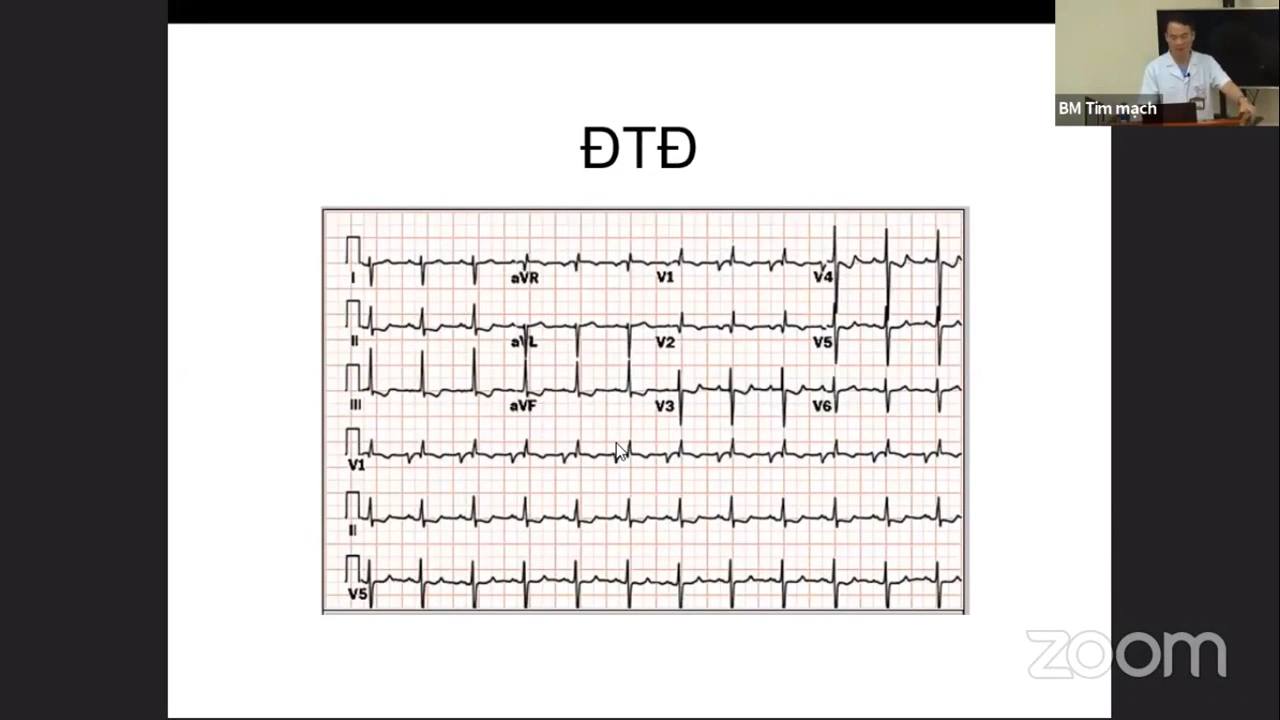 BM Tim mạch
ĐTĐ
I aVR V1 V4
II aVL V2 V5
III aVF V3 V6
V1
II
V5
zoom